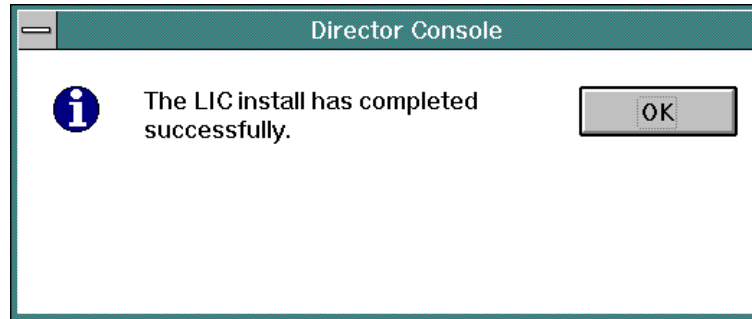 Director Console
The LIC install has completed
successfully.
OK